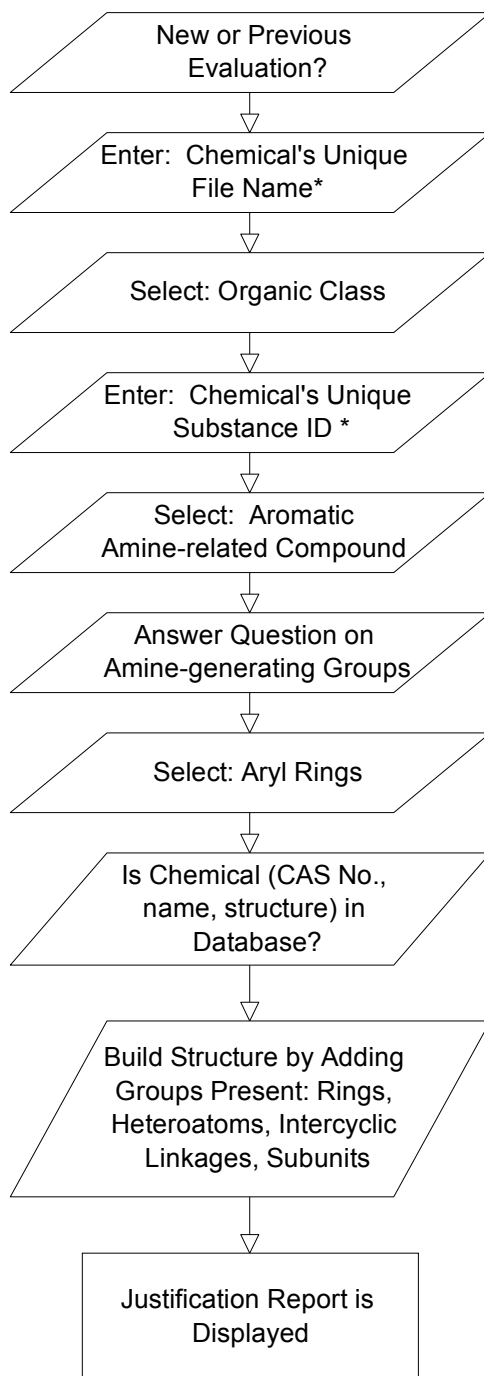 New or Previous
Evaluation?
Enter:  Chemical's Unique
File Name*
Select: Organic Class
Enter:  Chemical's Unique
Substance ID *
Select:  Aromatic
Amine-related Compound
Answer Question on
Amine-generating Groups
Select: Aryl Rings
Is Chemical (CAS No.,
name, structure) in
Database?
Build Structure by Adding
Groups Present: Rings,
Heteroatoms, Intercyclic
Linkages, Subunits
Justification Report is
Displayed